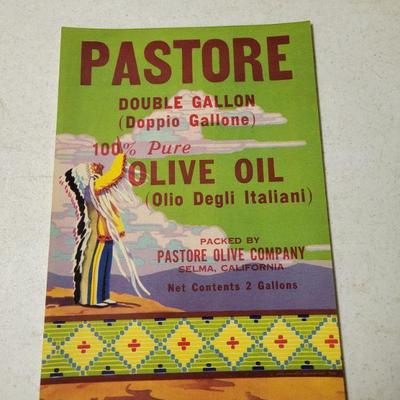 PASTORE
DOUBLE GALLON
(Doppio Gallone)
100% Pure
OLIVE OIL
(Olio Degli Italiani)
PACKED BY
PASTORE OLIVE COMPANY
SELMA, CALIFORNIA
Net Contents 2 Gallons